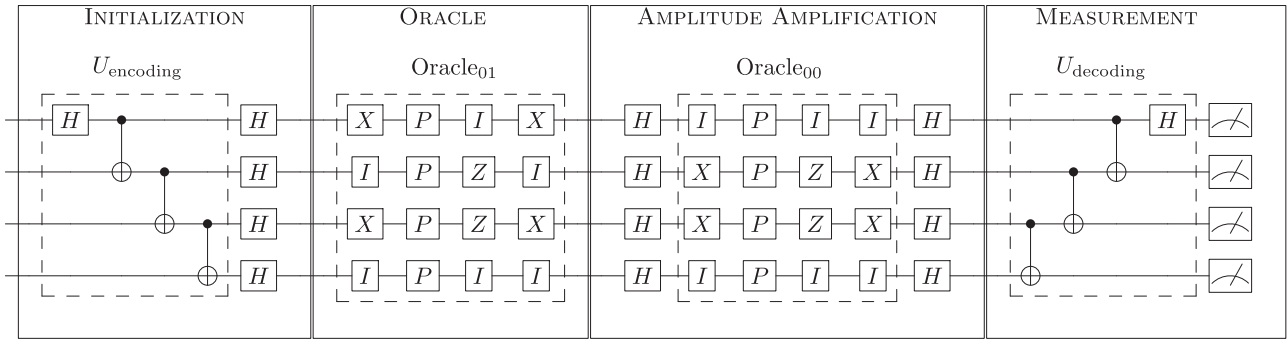 INITIALIZATION ORACLE AMPLITUDE AMPLIFICATION MEASUREMENT
U_encoding Oracle_01 Oracle_00 U_decoding
H H X P I X H I P I I H H
H I P Z I H X P Z X H
H X P Z X H X P Z X H
H I P I I H I P I I H